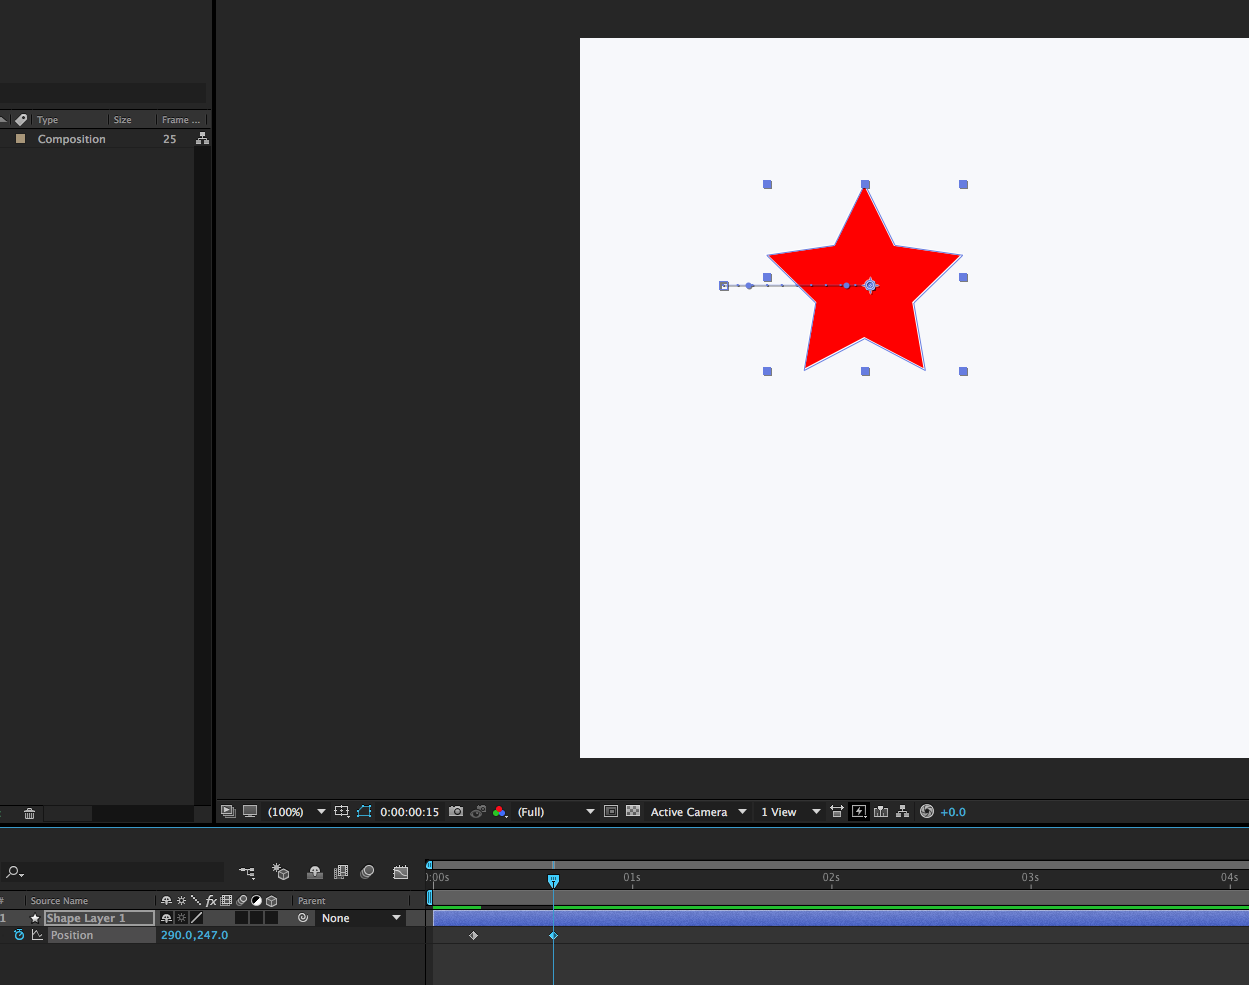 Type Size Frame ...
Composition 25
(100%) 0:00:00:15 (Full) Active Camera 1 View +0.0
):00s 01s 02s 03s 04s
# Source Name fx Parent
1 Shape Layer 1 None
Position 290.0,247.0